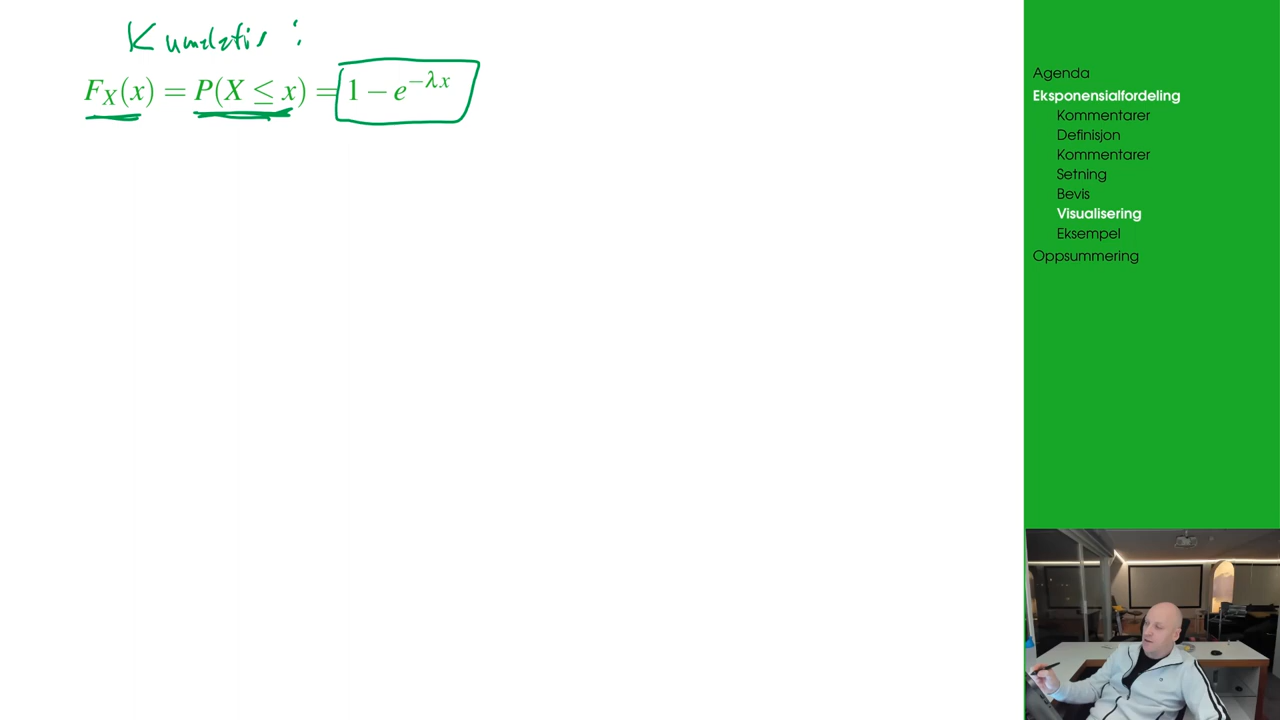 Kumulativ :
F_X(x) = P(X ≤ x) = 1 − e^{−λx}
Agenda
Eksponensialfordeling
Kommentarer
Definisjon
Kommentarer
Setning
Bevis
Visualisering
Eksempel
Oppsummering